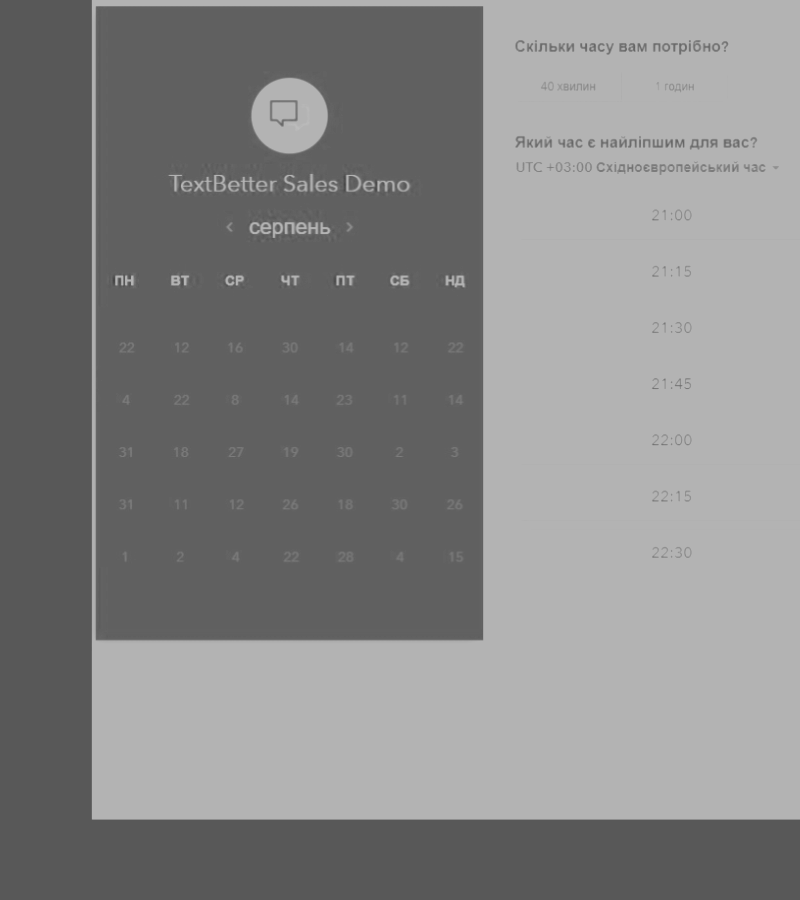 TextBetter Sales Demo
серпень
ПН ВТ СР ЧТ ПТ СБ НД
22 12 16 30 14 12 22
4 22 8 14 23 11 14
31 18 27 19 30 2 3
31 11 12 26 18 30 26
1 2 4 22 28 4 15
Скільки часу вам потрібно?
40 хвилин 1 годин
Який час є найліпшим для вас?
UTC +03:00 Східноєвропейський час
21:00
21:15
21:30
21:45
22:00
22:15
22:30